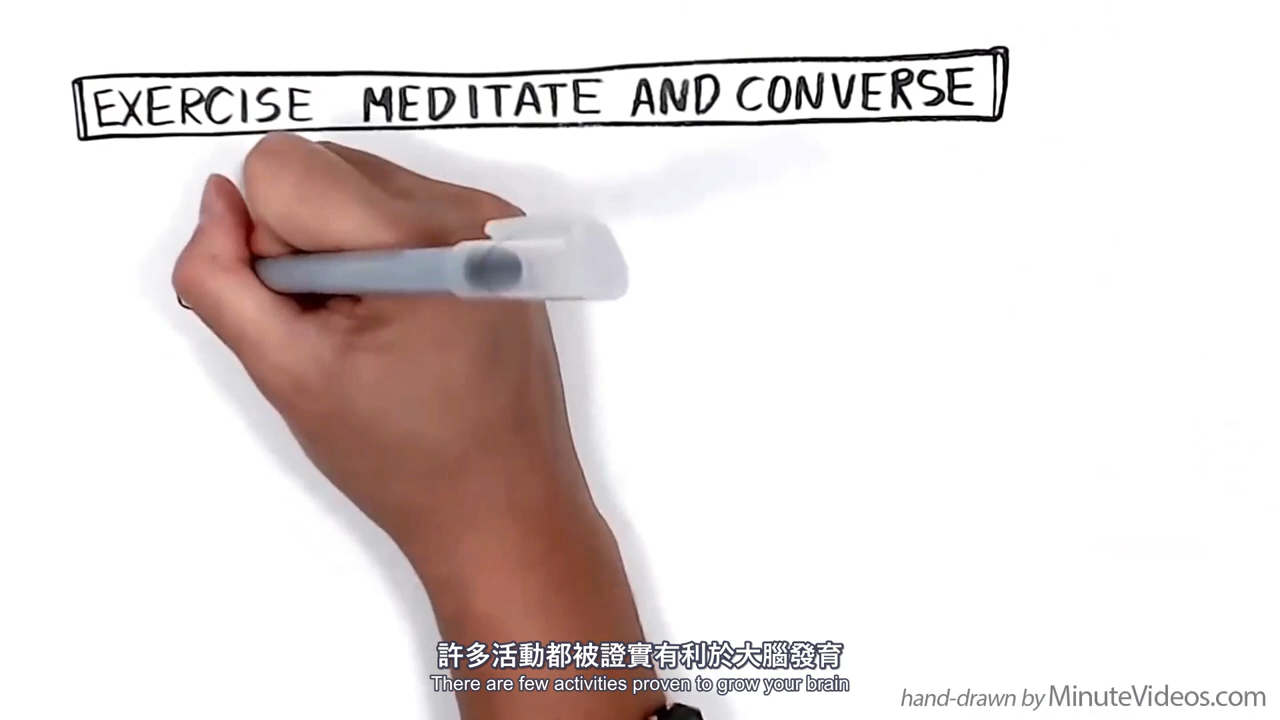 EXERCISE MEDITATE AND CONVERSE
許多活動都被證實有利於大腦發育
There are few activities proven to grow your brain
hand-drawn by MinuteVideos.com